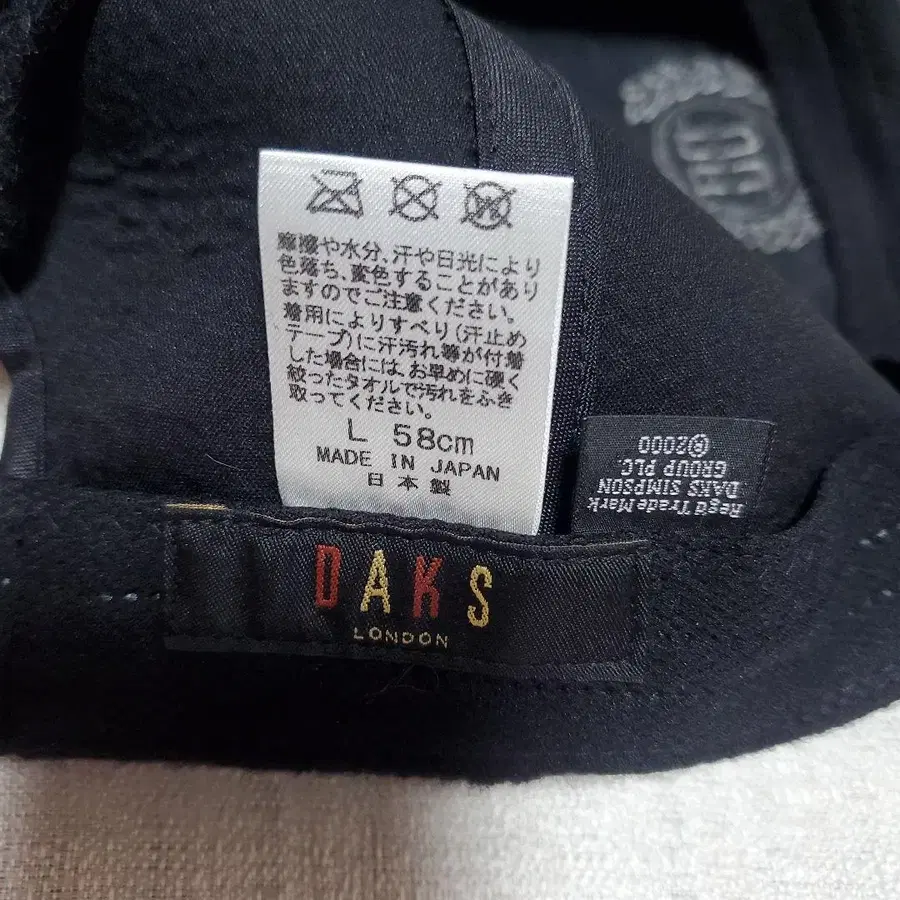 摩擦や水分、汗や日光により
色落ち、変色することがあり
ますのでご注意ください。
着用によりすべり(汗止め
テープ)に汗汚れ等が付着
した場合には、お早めに硬く
絞ったタオルで汚れをふき
取ってください。
L 58cm
MADE IN JAPAN
日本製
Reg'd Trade Mark
DAKS SIMPSON
GROUP PLC.
®2000
DAKS
LONDON